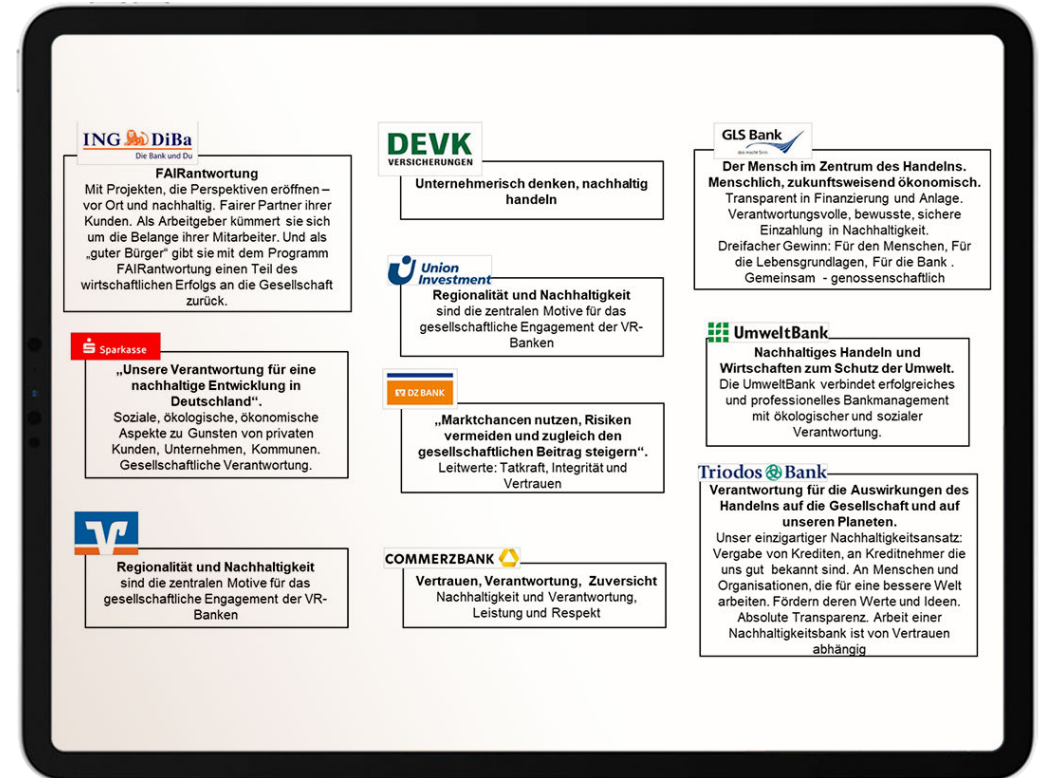 ING DiBa
Die Bank und Du
FAIRantwortung
Mit Projekten, die Perspektiven eröffnen –
vor Ort und nachhaltig. Fairer Partner ihrer
Kunden. Als Arbeitgeber kümmert sie sich
um die Belange ihrer Mitarbeiter. Und als
„guter Bürger“ gibt sie mit dem Programm
FAIRantwortung einen Teil des
wirtschaftlichen Erfolgs an die Gesellschaft
zurück.
Sparkasse
„Unsere Verantwortung für eine
nachhaltige Entwicklung in
Deutschland“.
Soziale, ökologische, ökonomische
Aspekte zu Gunsten von privaten
Kunden, Unternehmen, Kommunen.
Gesellschaftliche Verantwortung.
Regionalität und Nachhaltigkeit
sind die zentralen Motive für das
gesellschaftliche Engagement der VR-
Banken
DEVK
VERSICHERUNGEN
Unternehmerisch denken, nachhaltig
handeln
Union
Investment
Regionalität und Nachhaltigkeit
sind die zentralen Motive für das
gesellschaftliche Engagement der VR-
Banken
DZ BANK
„Marktchancen nutzen, Risiken
vermeiden und zugleich den
gesellschaftlichen Beitrag steigern“.
Leitwerte: Tatkraft, Integrität und
Vertrauen
COMMERZBANK
Vertrauen, Verantwortung, Zuversicht
Nachhaltigkeit und Verantwortung,
Leistung und Respekt
GLS Bank
das macht Sinn
Der Mensch im Zentrum des Handelns.
Menschlich, zukunftsweisend ökonomisch.
Transparent in Finanzierung und Anlage.
Verantwortungsvolle, bewusste, sichere
Einzahlung in Nachhaltigkeit.
Dreifacher Gewinn: Für den Menschen, Für
die Lebensgrundlagen, Für die Bank .
Gemeinsam - genossenschaftlich
UmweltBank
Nachhaltiges Handeln und
Wirtschaften zum Schutz der Umwelt.
Die UmweltBank verbindet erfolgreiches
und professionelles Bankmanagement
mit ökologischer und sozialer
Verantwortung.
Triodos Bank
Verantwortung für die Auswirkungen des
Handelns auf die Gesellschaft und auf
unseren Planeten.
Unser einzigartiger Nachhaltigkeitsansatz:
Vergabe von Krediten, an Kreditnehmer die
uns gut bekannt sind. An Menschen und
Organisationen, die für eine bessere Welt
arbeiten. Fördern deren Werte und Ideen.
Absolute Transparenz. Arbeit einer
Nachhaltigkeitsbank ist von Vertrauen
abhängig